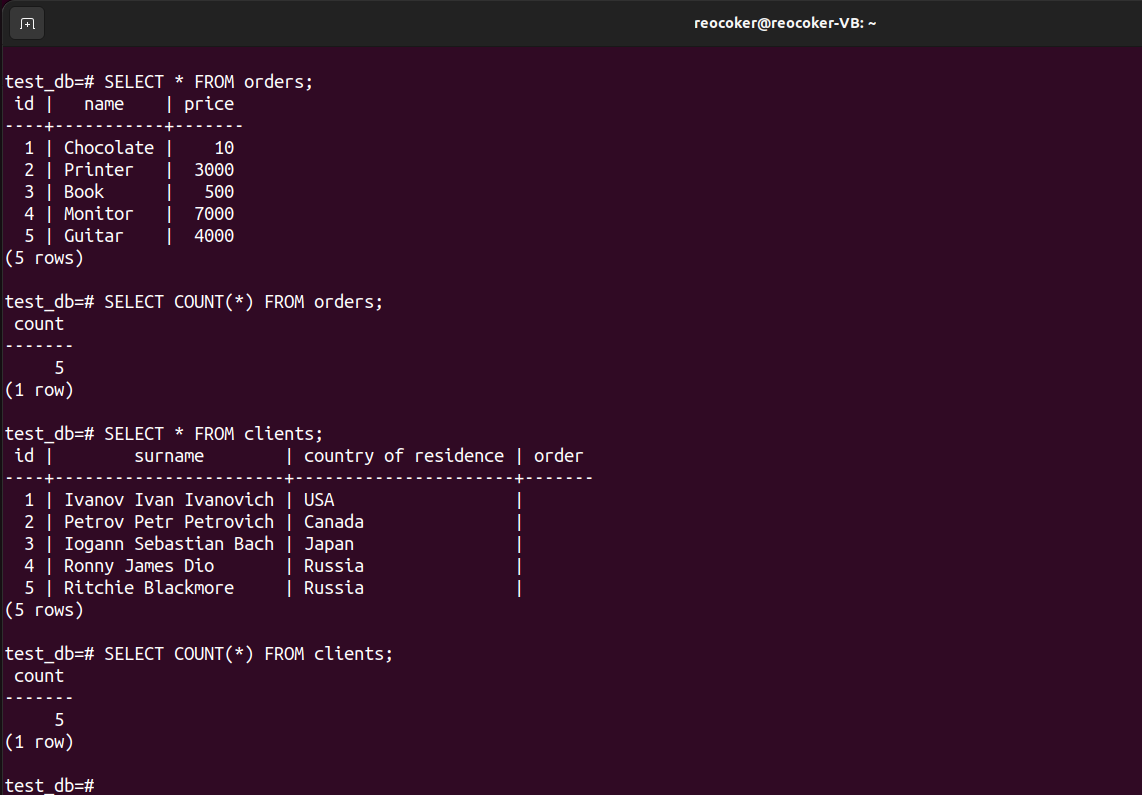 reocoker@reocoker-VB: ~
test_db=# SELECT * FROM orders;
 id |   name    | price
----+-----------+-------
  1 | Chocolate |    10
  2 | Printer   |  3000
  3 | Book      |   500
  4 | Monitor   |  7000
  5 | Guitar    |  4000
(5 rows)

test_db=# SELECT COUNT(*) FROM orders;
 count
-------
     5
(1 row)

test_db=# SELECT * FROM clients;
 id |        surname        | country of residence | order
----+-----------------------+----------------------+-------
  1 | Ivanov Ivan Ivanovich | USA                  |
  2 | Petrov Petr Petrovich | Canada               |
  3 | Iogann Sebastian Bach | Japan                |
  4 | Ronny James Dio       | Russia               |
  5 | Ritchie Blackmore     | Russia               |
(5 rows)

test_db=# SELECT COUNT(*) FROM clients;
 count
-------
     5
(1 row)

test_db=#